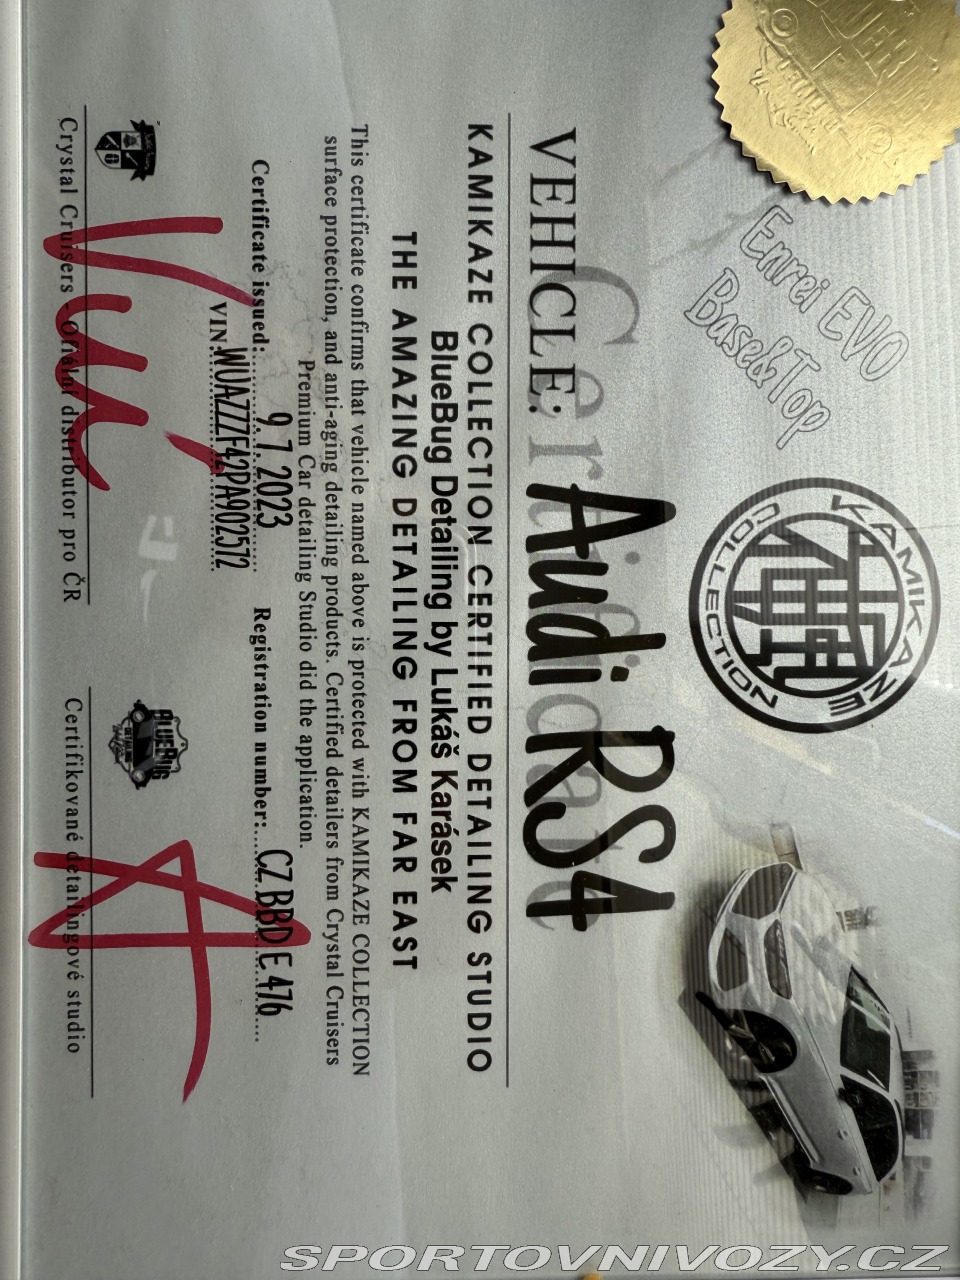 Enrei EVO
Base&Top
KAMIKAZE
COLLECTION
Certificate
VEHICLE: Audi RS4
KAMIKAZE COLLECTION CERTIFIED DETAILING STUDIO
BlueBug Detailing by Lukáš Karásek
THE AMAZING DETAILING FROM FAR EAST
This certificate confirms that vehicle named above is protected with KAMIKAZE COLLECTION
surface protection, and anti-aging detailing products. Certified detailers from Crystal Cruisers
Premium Car detailing Studio did the application.
Certificate issued: 9.7.2023 Registration number: CZ BBD E476
VIN: WUAZZZF42PA902572
BLUEBUG
DETAILING
Crystal Cruisers - distributor pro ČR
Certifikované detailingové studio
SPORTOVNIVOZY.CZ